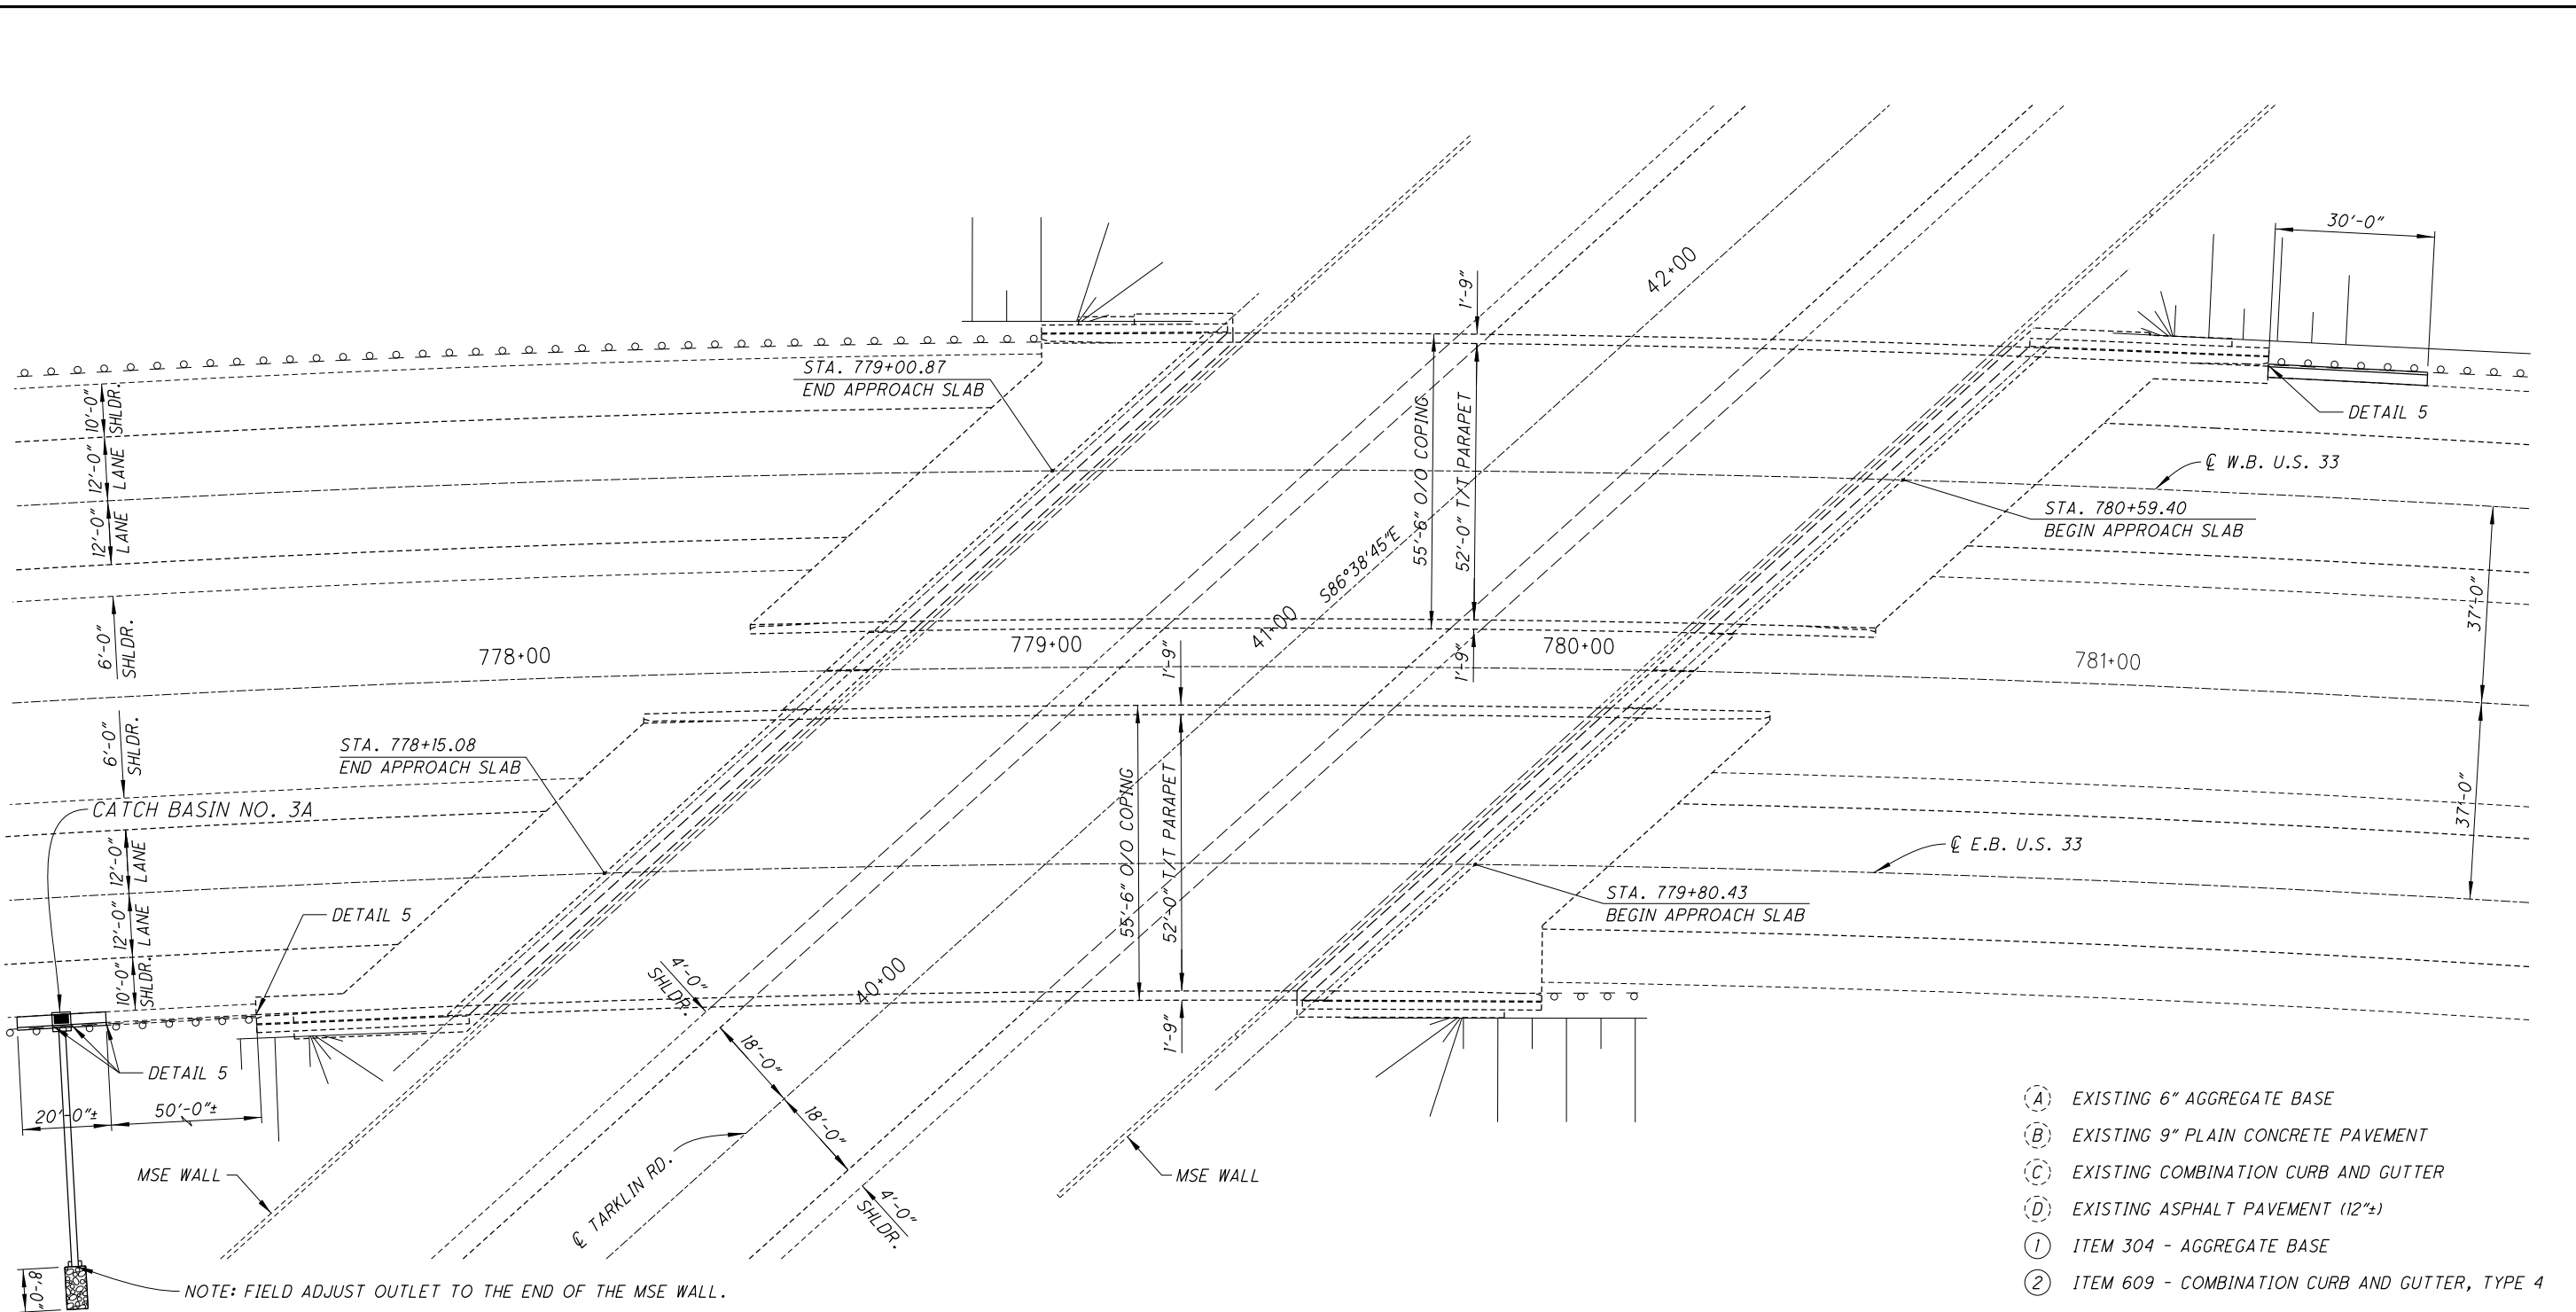 30'-0"
42+00
1'-9"
STA. 779+00.87
END APPROACH SLAB
10'-0"
SHLDR.
12'-0"
LANE
12'-0"
LANE
6'-0"
SHLDR.
55'-6" O/O COPING
52'-0" T/T PARAPET
DETAIL 5
℄ W.B. U.S. 33
STA. 780+59.40
BEGIN APPROACH SLAB
S86°38'45"E
41+00
37'-0"
778+00
779+00
780+00
781+00
1'-9"
1'-9"
6'-0"
SHLDR.
STA. 778+15.08
END APPROACH SLAB
CATCH BASIN NO. 3A
12'-0"
LANE
12'-0"
LANE
10'-0"
SHLDR.
55'-6" O/O COPING
52'-0" T/T PARAPET
37'-0"
℄ E.B. U.S. 33
STA. 779+80.43
BEGIN APPROACH SLAB
DETAIL 5
4'-0"
SHLDR.
40+00
1'-9"
18'-0"
18'-0"
DETAIL 5
20'-0"±
50'-0"±
MSE WALL
℄ TARKLIN RD.
4'-0"
SHLDR.
MSE WALL
8'-0"
NOTE: FIELD ADJUST OUTLET TO THE END OF THE MSE WALL.
A EXISTING 6" AGGREGATE BASE
B EXISTING 9" PLAIN CONCRETE PAVEMENT
C EXISTING COMBINATION CURB AND GUTTER
D EXISTING ASPHALT PAVEMENT (12"±)
1 ITEM 304 - AGGREGATE BASE
2 ITEM 609 - COMBINATION CURB AND GUTTER, TYPE 4